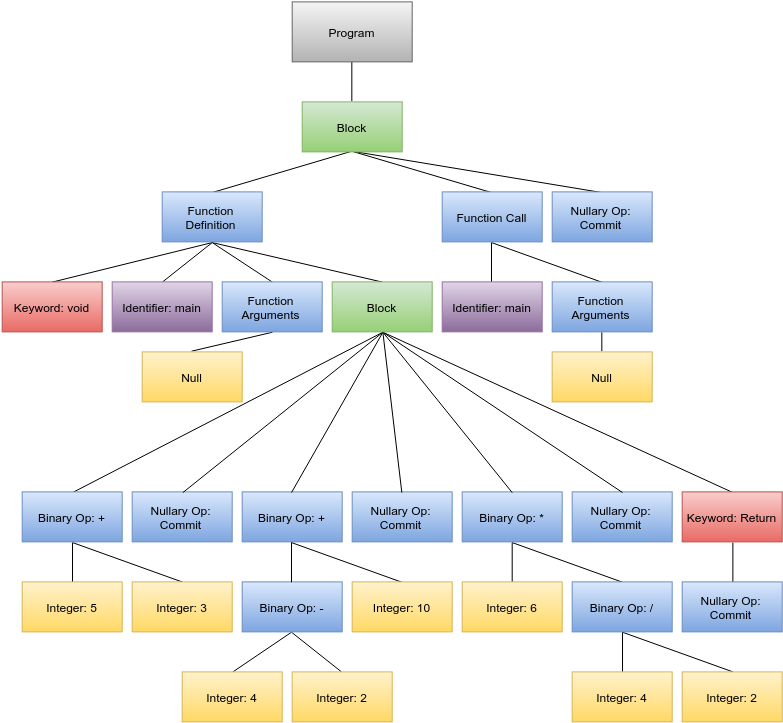 Program
Block
Function
Definition
Function Call
Nullary Op:
Commit
Keyword: void
Identifier: main
Function
Arguments
Block
Identifier: main
Function
Arguments
Null
Null
Binary Op: +
Nullary Op:
Commit
Binary Op: +
Nullary Op:
Commit
Binary Op: *
Nullary Op:
Commit
Keyword: Return
Integer: 5
Integer: 3
Binary Op: -
Integer: 10
Integer: 6
Binary Op: /
Nullary Op:
Commit
Integer: 4
Integer: 2
Integer: 4
Integer: 2